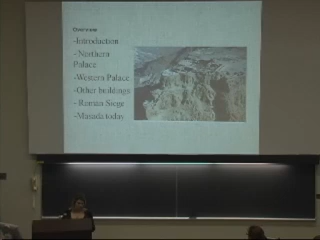 Overview
-Introduction
-Northern
Palace
-Western Palace
-Other buildings
-Roman Siege
-Masada today